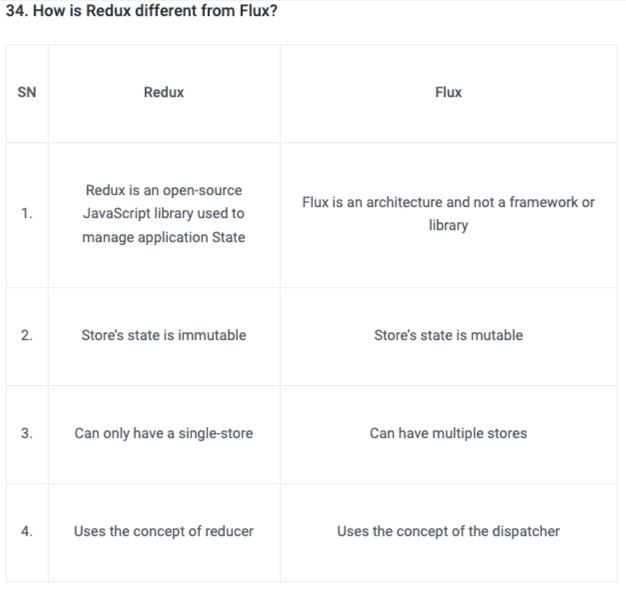 34. How is Redux different from Flux?
SN Redux Flux
1. Redux is an open-source
JavaScript library used to
manage application State
Flux is an architecture and not a framework or
library
2. Store's state is immutable Store's state is mutable
3. Can only have a single-store Can have multiple stores
4. Uses the concept of reducer Uses the concept of the dispatcher